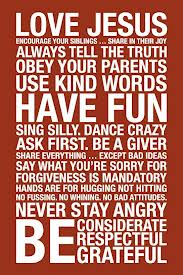 LOVE JESUS
ENCOURAGE YOUR SIBLINGS ... SHARE IN THEIR JOY
ALWAYS TELL THE TRUTH
OBEY YOUR PARENTS
USE KIND WORDS
HAVE FUN
SING SILLY. DANCE CRAZY
ASK FIRST. BE A GIVER
SHARE EVERYTHING ... EXCEPT BAD IDEAS
SAY WHAT YOU'RE SORRY FOR
FORGIVENESS IS MANDATORY
HANDS ARE FOR HUGGING NOT HITTING
NO FUSSING. NO WHINING. NO BAD ATTITUDES.
NEVER STAY ANGRY
BE CONSIDERATE
RESPECTFUL
GRATEFUL